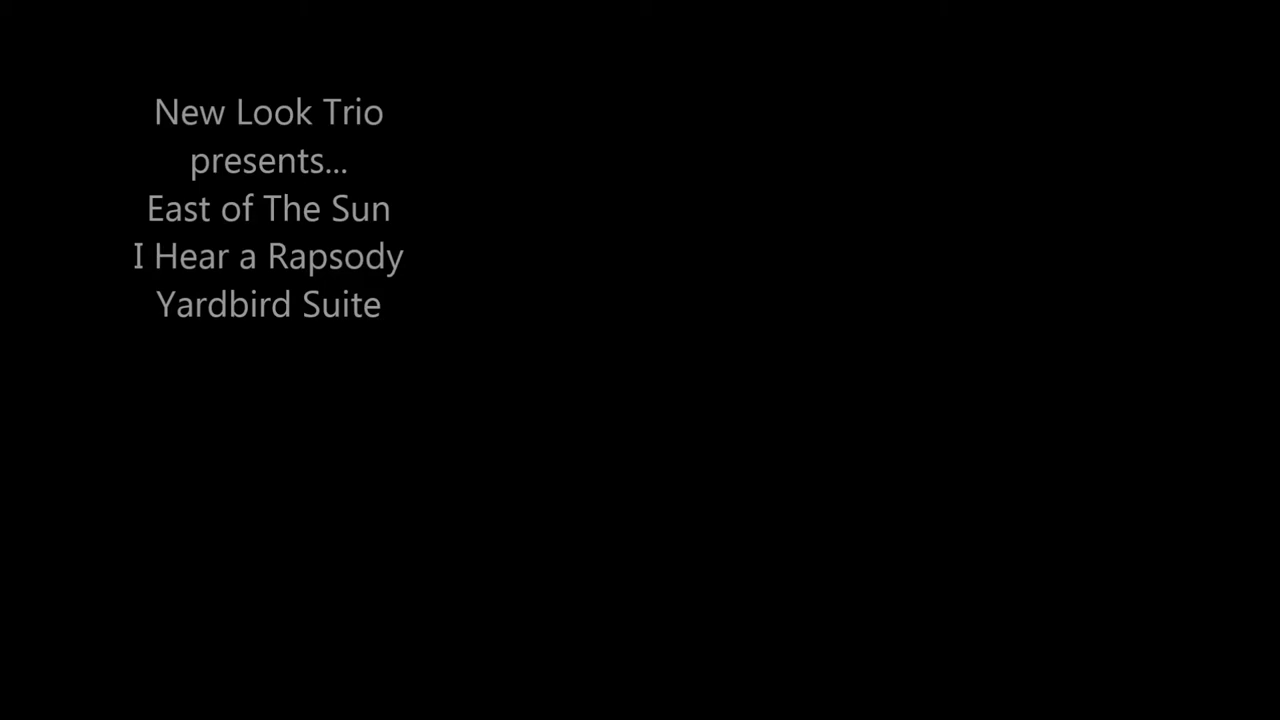 New Look Trio
presents...
East of The Sun
I Hear a Rapsody
Yardbird Suite